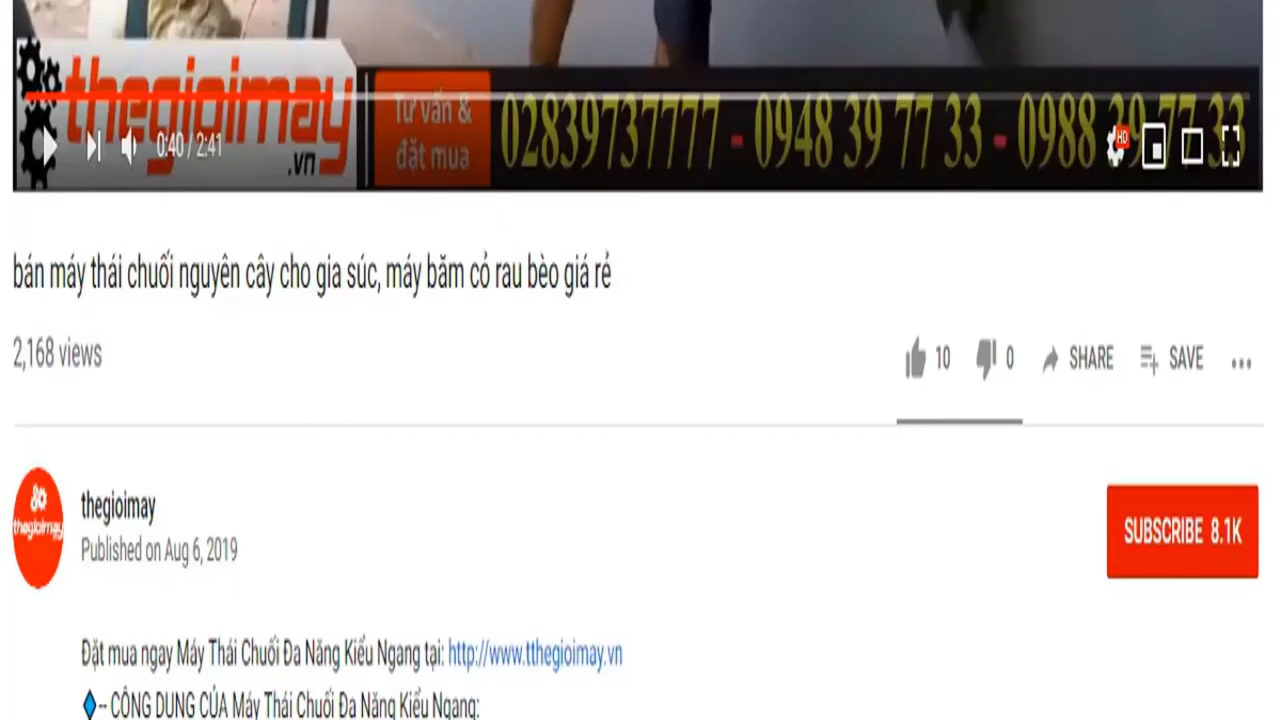 thegioimay
.vn
Tư vấn &
đặt mua
02839737777 - 0948 39 77 33 - 0988 39 77 33
HD
0:40 / 2:41
bán máy thái chuối nguyên cây cho gia súc, máy băm cỏ rau bèo giá rẻ
2,168 views
10 0 SHARE SAVE
thegioimay
thegioimay
Published on Aug 6, 2019
SUBSCRIBE 8.1K
Đặt mua ngay Máy Thái Chuối Đa Năng Kiểu Ngang tại: http://www.tthegioimay.vn
-- CÔNG DỤNG CỦA Máy Thái Chuối Đa Năng Kiểu Ngang: